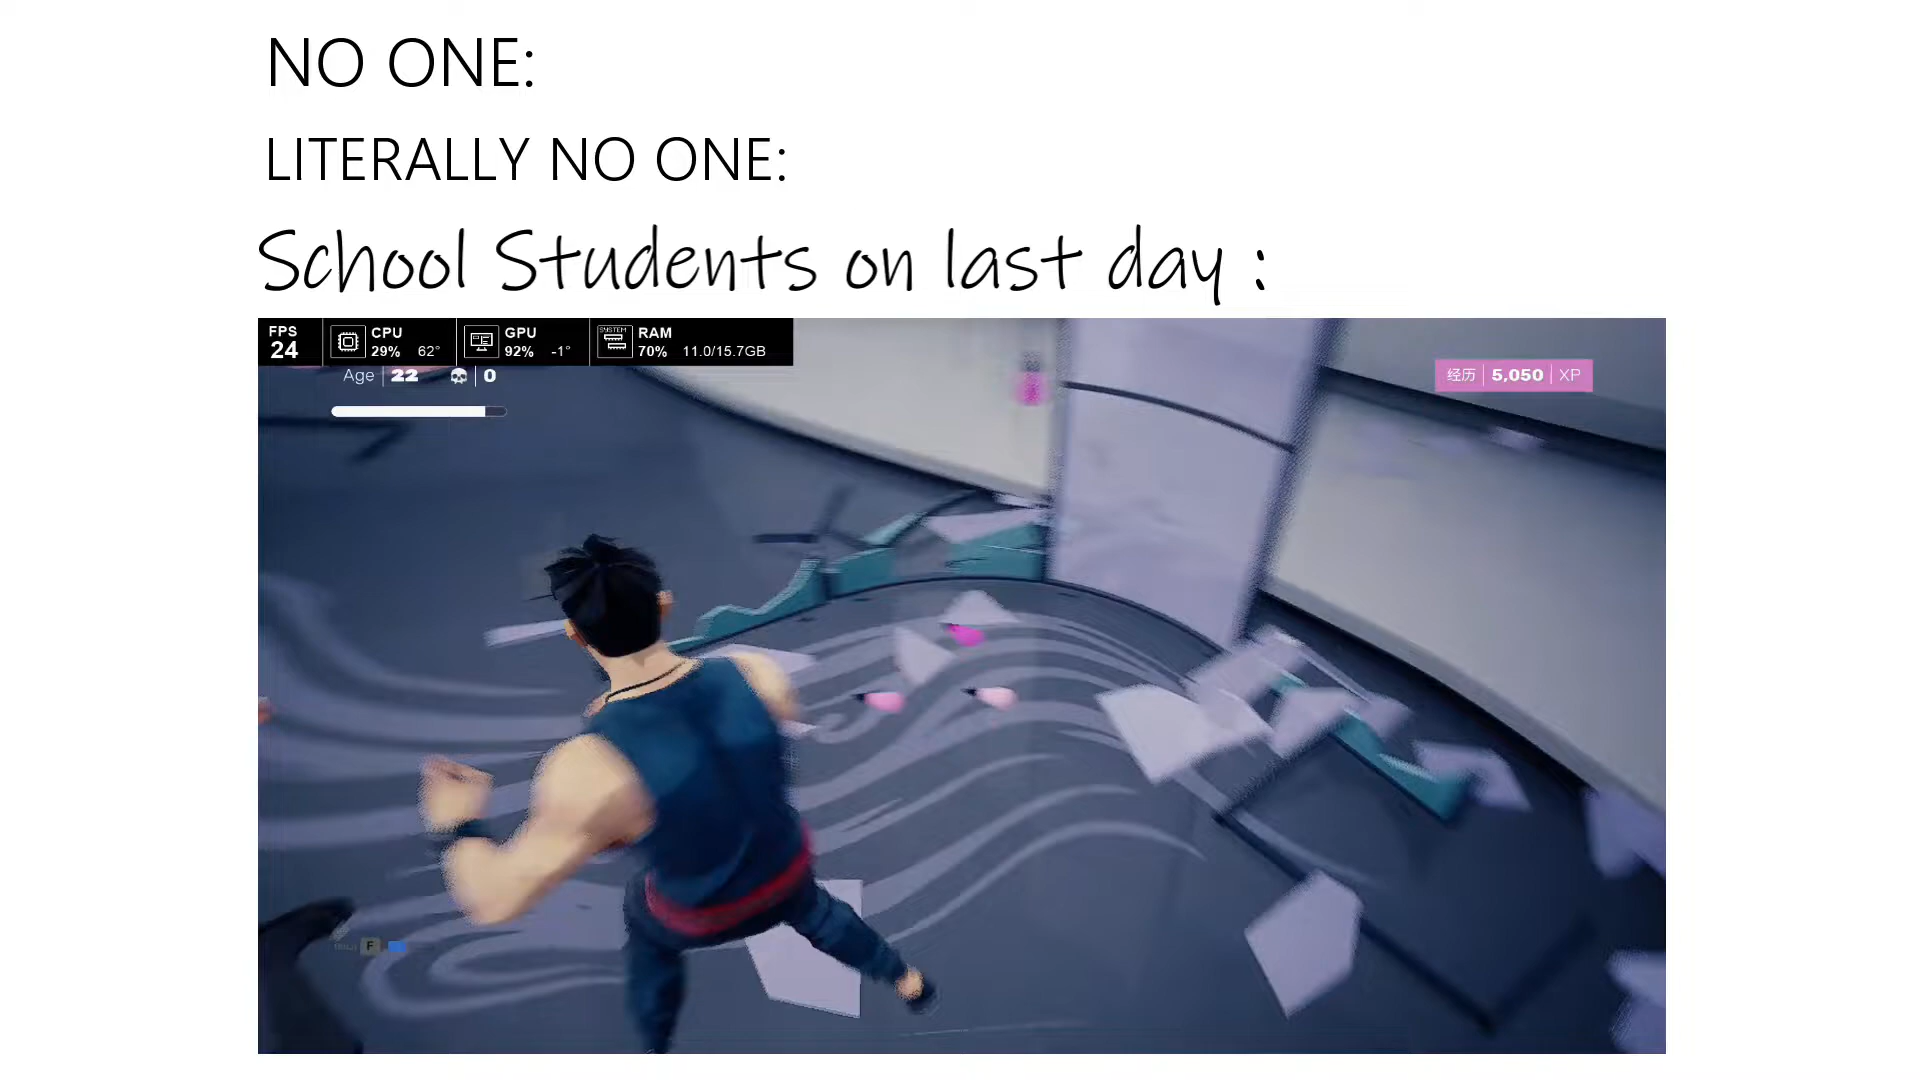 NO ONE:
LITERALLY NO ONE:
School Students on last day :
FPS
24
CPU
29% 62°
GPU
92% -1°
SYSTEM
RAM
70% 11.0/15.7GB
Age 22 0
经历 5,050 XP
F